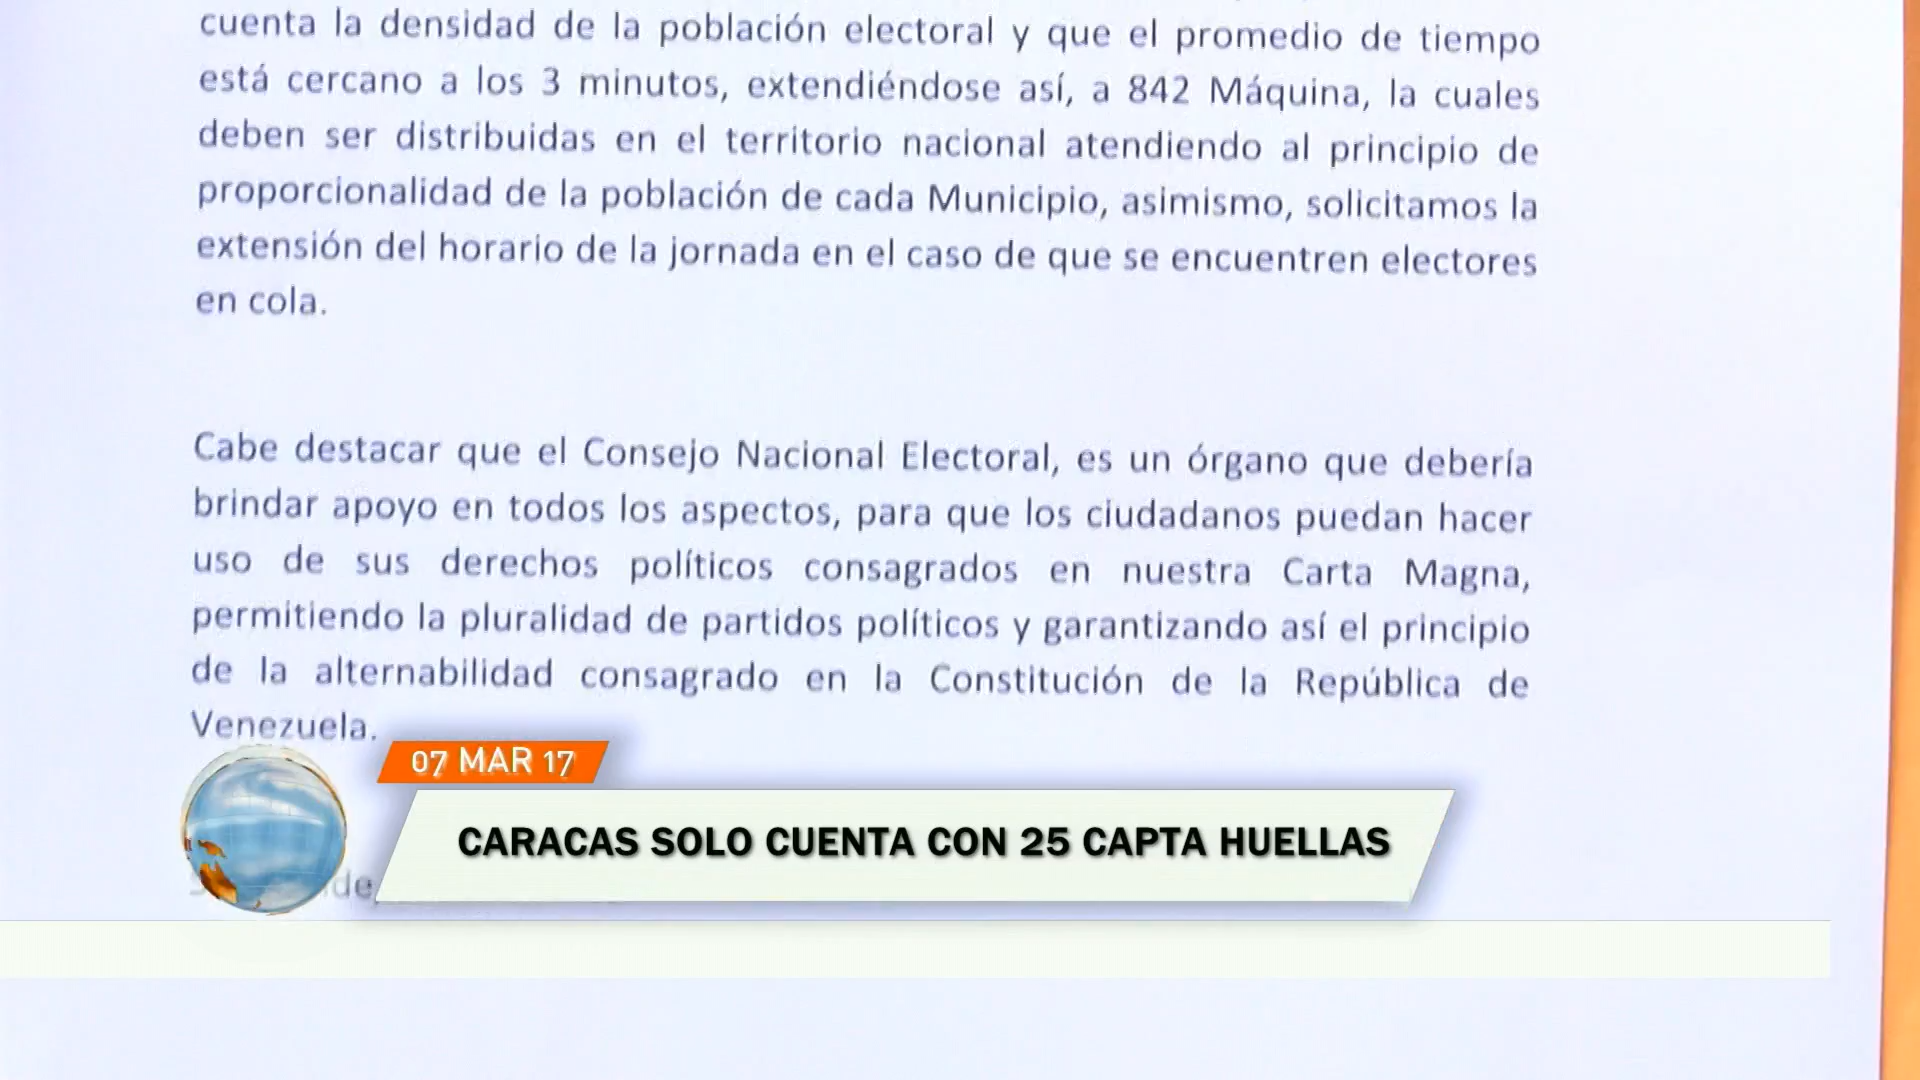 cuenta la densidad de la población electoral y que el promedio de tiempo
está cercano a los 3 minutos, extendiéndose así, a 842 Máquina, la cuales
deben ser distribuidas en el territorio nacional atendiendo al principio de
proporcionalidad de la población de cada Municipio, asimismo, solicitamos la
extensión del horario de la jornada en el caso de que se encuentren electores
en cola.
Cabe destacar que el Consejo Nacional Electoral, es un órgano que debería
brindar apoyo en todos los aspectos, para que los ciudadanos puedan hacer
uso de sus derechos políticos consagrados en nuestra Carta Magna,
permitiendo la pluralidad de partidos políticos y garantizando así el principio
de la alternabilidad consagrado en la Constitución de la República de
Venezuela.
07 MAR 17
CARACAS SOLO CUENTA CON 25 CAPTA HUELLAS